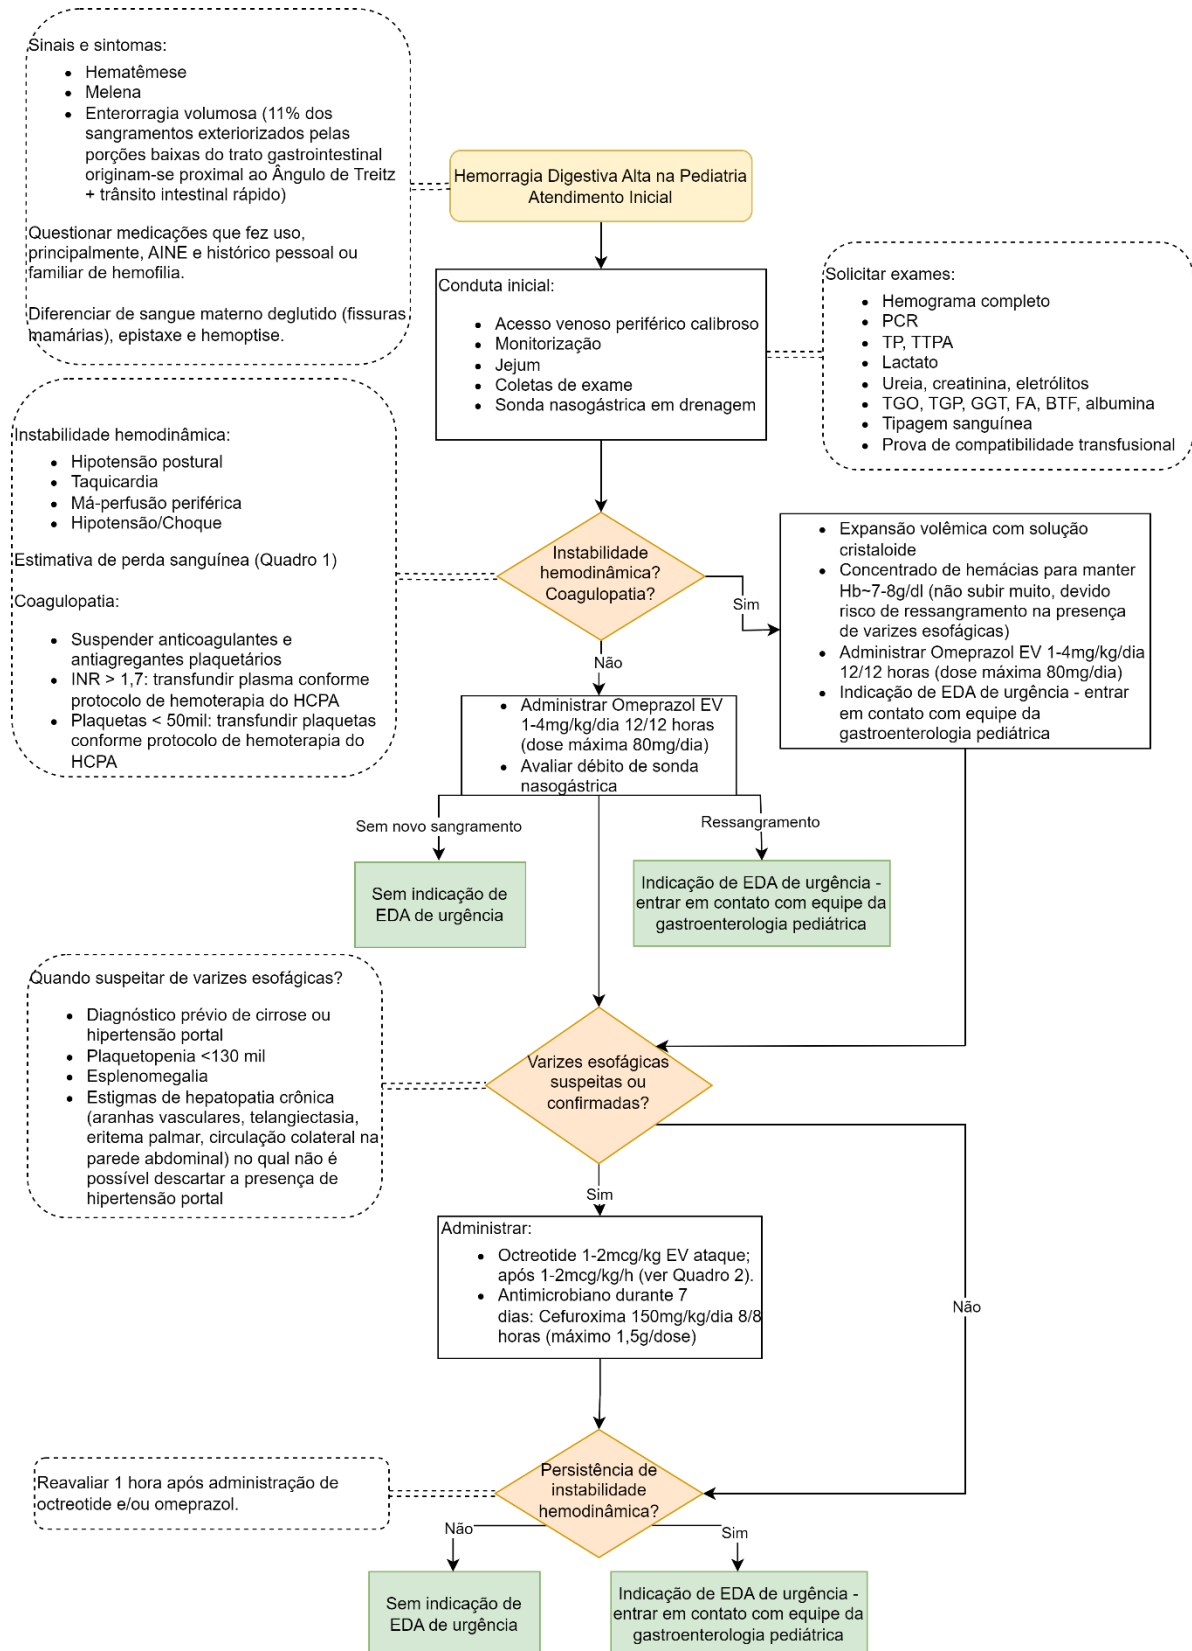 Sinais e sintomas:
Hematêmese
Melena
Enterorragia volumosa (11% dos
sangramentos exteriorizados pelas
porções baixas do trato gastrointestinal
originam-se proximal ao Ângulo de Treitz
+ trânsito intestinal rápido)
Questionar medicações que fez uso,
principalmente, AINE e histórico pessoal ou
familiar de hemofilia.
Diferenciar de sangue materno deglutido (fissuras
mamárias), epistaxe e hemoptise.
Hemorragia Digestiva Alta na Pediatria
Atendimento Inicial
Conduta inicial:
Acesso venoso periférico calibroso
Monitorização
Jejum
Coletas de exame
Sonda nasogástrica em drenagem
Solicitar exames:
Hemograma completo
PCR
TP, TTPA
Lactato
Ureia, creatinina, eletrólitos
TGO, TGP, GGT, FA, BTF, albumina
Tipagem sanguínea
Prova de compatibilidade transfusional
Instabilidade hemodinâmica:
Hipotensão postural
Taquicardia
Má-perfusão periférica
Hipotensão/Choque
Estimativa de perda sanguínea (Quadro 1)
Coagulopatia:
Suspender anticoagulantes e
antiagregantes plaquetários
INR > 1,7: transfundir plasma conforme
protocolo de hemoterapia do HCPA
Plaquetas < 50mil: transfundir plaquetas
conforme protocolo de hemoterapia do
HCPA
Instabilidade
hemodinâmica?
Coagulopatia?
Sim
Não
Expansão volêmica com solução
cristaloide
Concentrado de hemácias para manter
Hb~7-8g/dl (não subir muito, devido
risco de ressangramento na presença
de varizes esofágicas)
Administrar Omeprazol EV 1-4mg/kg/dia
12/12 horas (dose máxima 80mg/dia)
Indicação de EDA de urgência - entrar
em contato com equipe da
gastroenterologia pediátrica
Administrar Omeprazol EV
1-4mg/kg/dia 12/12 horas
(dose máxima 80mg/dia)
Avaliar débito de sonda
nasogástrica
Sem novo sangramento
Ressangramento
Sem indicação de
EDA de urgência
Indicação de EDA de urgência -
entrar em contato com equipe da
gastroenterologia pediátrica
Quando suspeitar de varizes esofágicas?
Diagnóstico prévio de cirrose ou
hipertensão portal
Plaquetopenia <130 mil
Esplenomegalia
Estigmas de hepatopatia crônica
(aranhas vasculares, telangiectasia,
eritema palmar, circulação colateral na
parede abdominal) no qual não é
possível descartar a presença de
hipertensão portal
Varizes esofágicas
suspeitas ou
confirmadas?
Sim
Não
Administrar:
Octreotide 1-2mcg/kg EV ataque;
após 1-2mcg/kg/h (ver Quadro 2).
Antimicrobiano durante 7
dias: Cefuroxima 150mg/kg/dia 8/8
horas (máximo 1,5g/dose)
Reavaliar 1 hora após administração de
octreotide e/ou omeprazol.
Persistência de
instabilidade
hemodinâmica?
Não
Sim
Sem indicação de
EDA de urgência
Indicação de EDA de urgência -
entrar em contato com equipe da
gastroenterologia pediátrica